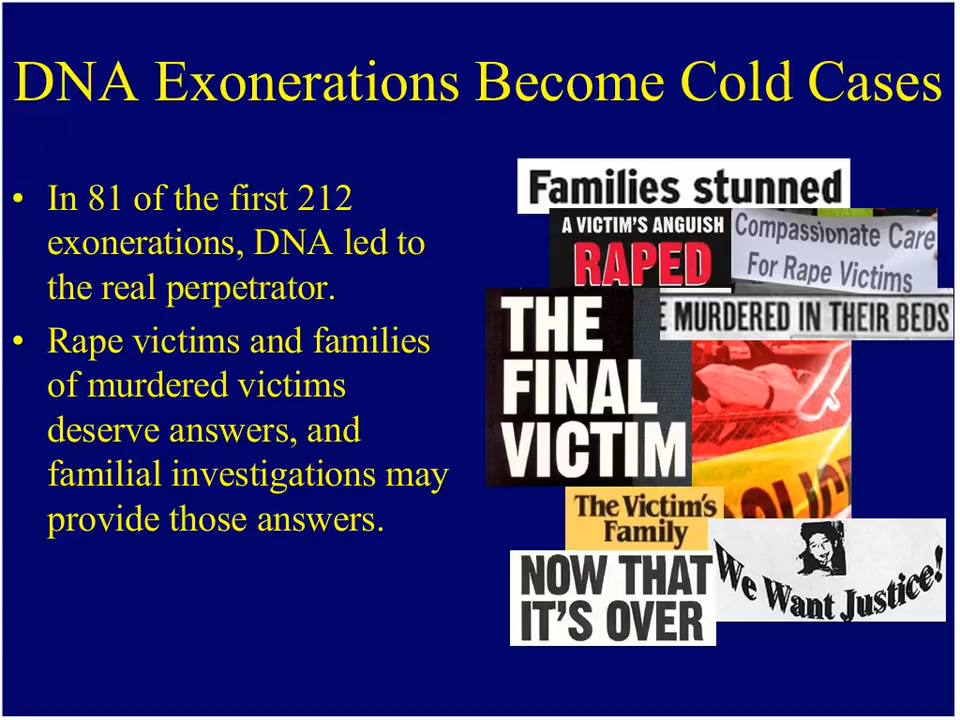 DNA Exonerations Become Cold Cases
• In 81 of the first 212
exonerations, DNA led to
the real perpetrator.
• Rape victims and families
of murdered victims
deserve answers, and
familial investigations may
provide those answers.
Families stunned
A VICTIM'S ANGUISH
RAPED
Compassionate Care
For Rape Victims
E MURDERED IN THEIR BEDS
THE
FINAL
VICTIM
OLICE
The Victim's
Family
NOW THAT
IT'S OVER
We Want Justice!